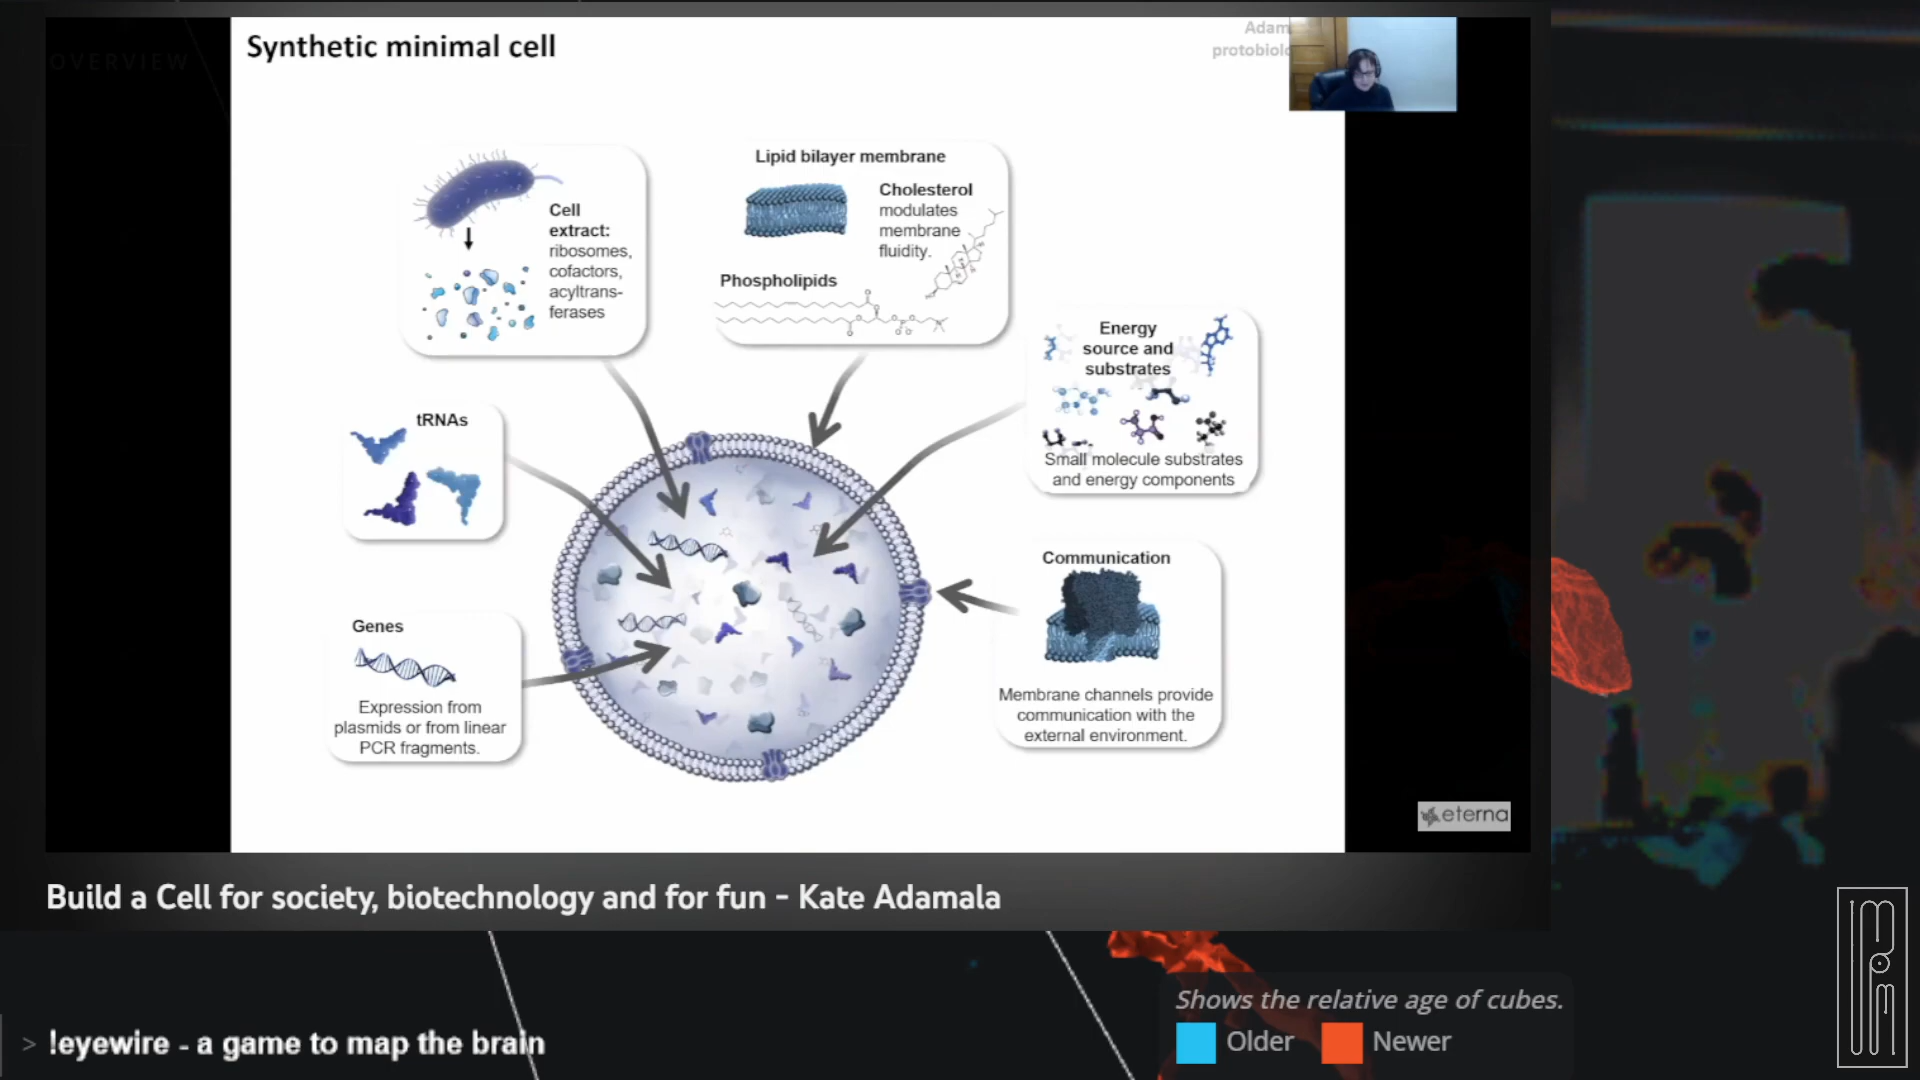 OVERVIEW
Synthetic minimal cell
Adam
protobiolo
Cell
extract:
ribosomes,
cofactors,
acyltrans-
ferases
Lipid bilayer membrane
Cholesterol
modulates
membrane
fluidity.
Phospholipids
Energy
source and
substrates
Small molecule substrates
and energy components
tRNAs
Genes
Expression from
plasmids or from linear
PCR fragments.
Communication
Membrane channels provide
communication with the
external environment.
eterna
Build a Cell for society, biotechnology and for fun - Kate Adamala
Shows the relative age of cubes.
Older
Newer
> !eyewire - a game to map the brain